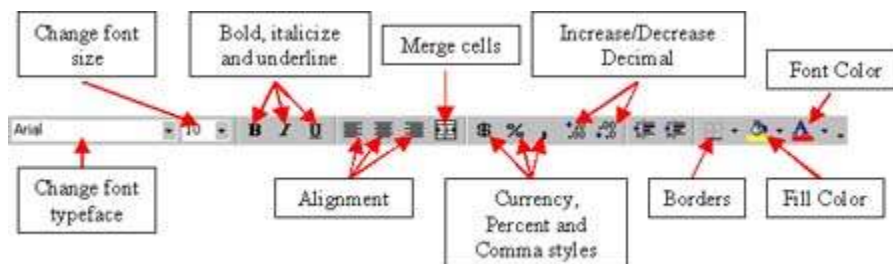 Change font
size
Bold, italicize
and underline
Merge cells
Increase/Decrease
Decimal
Font Color
Arial
10
B I U
$ % ,
A
Change font
typeface
Alignment
Currency,
Percent and
Comma styles
Borders
Fill Color